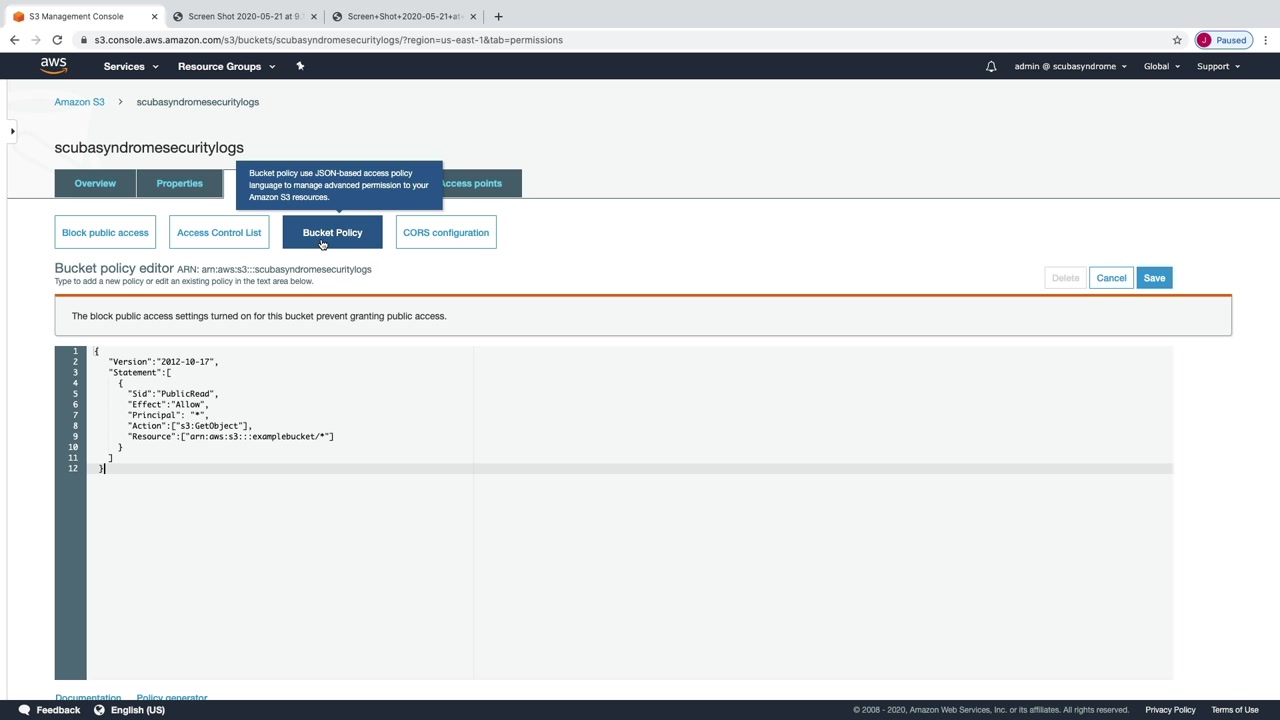 S3 Management Console
Screen Shot 2020-05-21 at 9.
Screen+Shot+2020-05-21+at
s3.console.aws.amazon.com/s3/buckets/scubasyndromesecuritylogs/?region=us-east-1&tab=permissions
J Paused
aws Services Resource Groups admin @ scubasyndrome Global Support
Amazon S3 > scubasyndromesecuritylogs
scubasyndromesecuritylogs
Overview Properties Access points
Bucket policy use JSON-based access policy
language to manage advanced permission to your
Amazon S3 resources.
Block public access Access Control List Bucket Policy CORS configuration
Bucket policy editor ARN: arn:aws:s3:::scubasyndromesecuritylogs
Type to add a new policy or edit an existing policy in the text area below.
Delete Cancel Save
The block public access settings turned on for this bucket prevent granting public access.
1 {
2 "Version":"2012-10-17",
3 "Statement":[
4 {
5 "Sid":"PublicRead",
6 "Effect":"Allow",
7 "Principal": "*",
8 "Action":["s3:GetObject"],
9 "Resource":["arn:aws:s3:::examplebucket/*"]
10 }
11 ]
12 }
Documentation Policy generator
Feedback English (US) © 2008 - 2020, Amazon Web Services, Inc. or its affiliates. All rights reserved. Privacy Policy Terms of Use